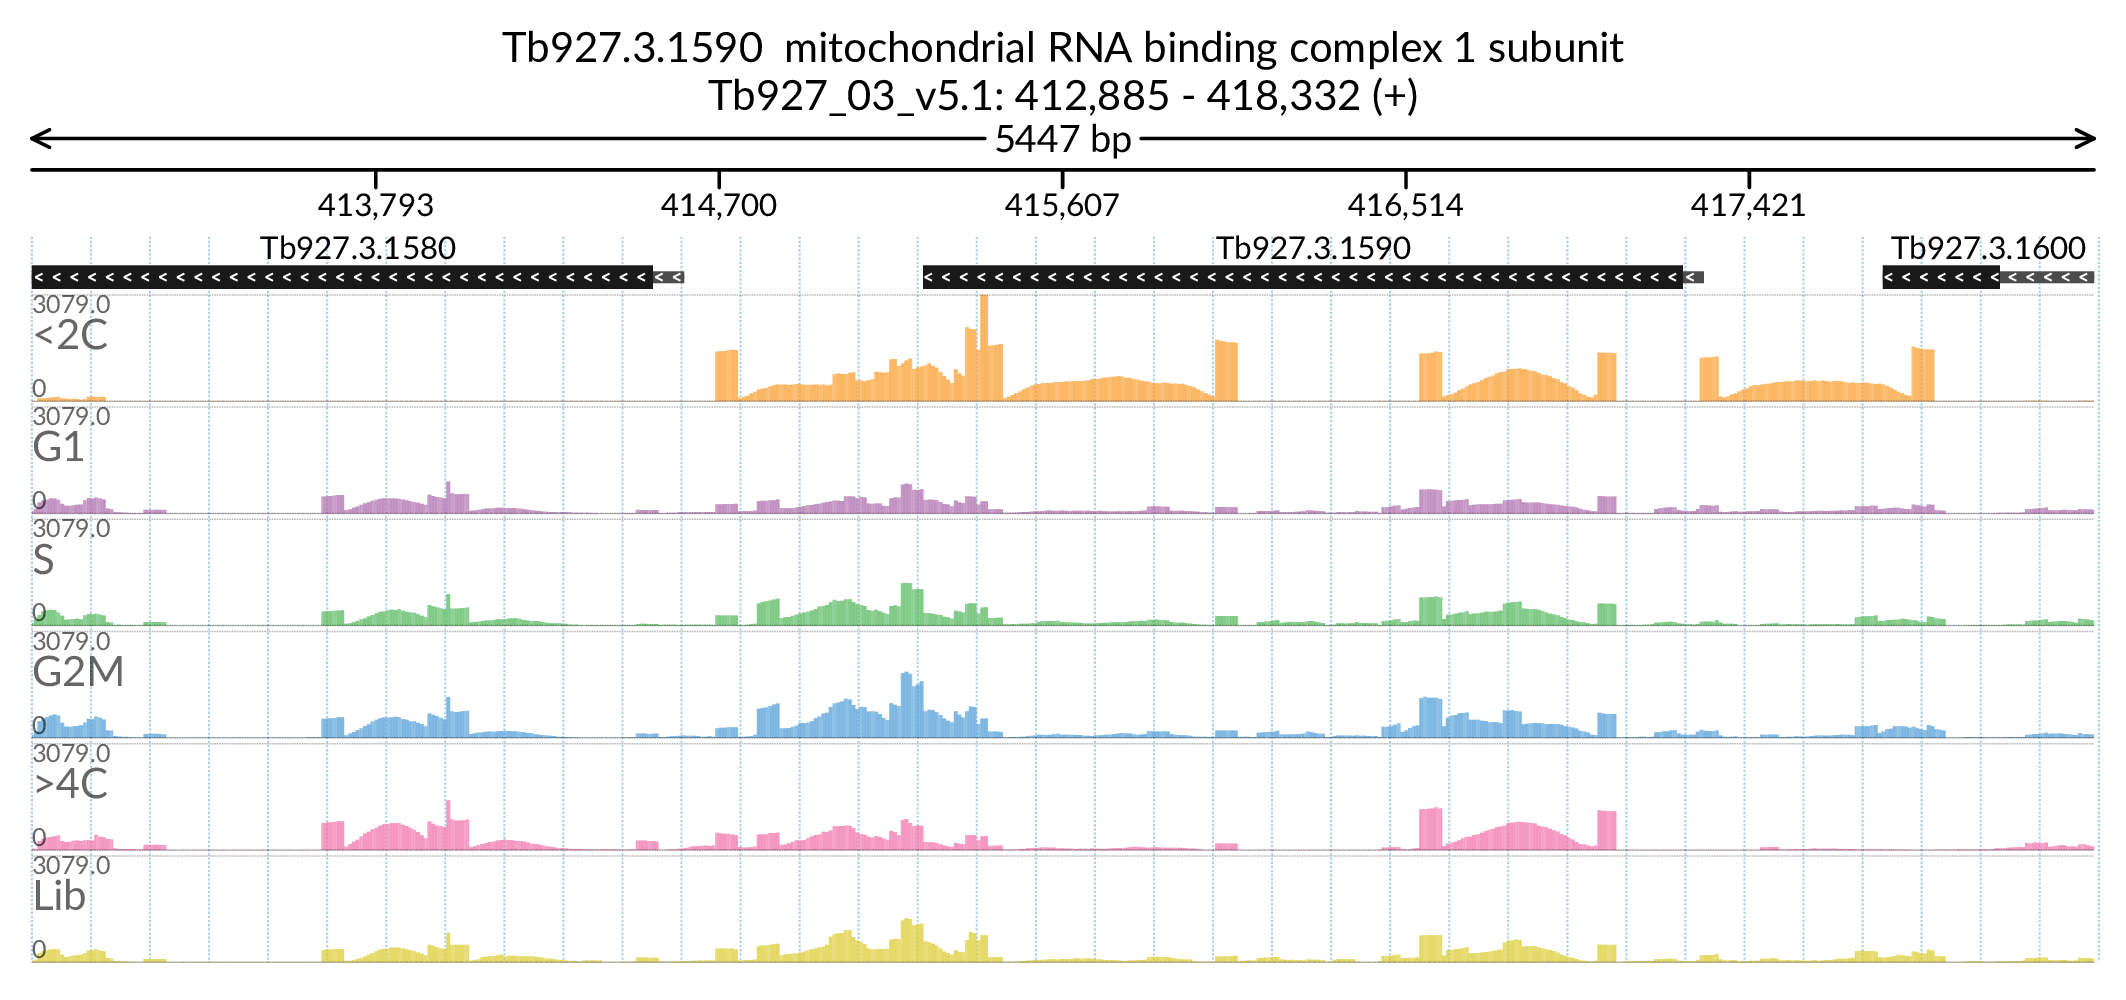 Tb927.3.1590  mitochondrial RNA binding complex 1 subunit
Tb927_03_v5.1: 412,885 - 418,332 (+)
5447 bp
413,793 414,700 415,607 416,514 417,421
Tb927.3.1580 Tb927.3.1590 Tb927.3.1600
3079.0
<2C
0
3079.0
G1
0
3079.0
S
0
3079.0
G2M
0
3079.0
>4C
0
3079.0
Lib
0